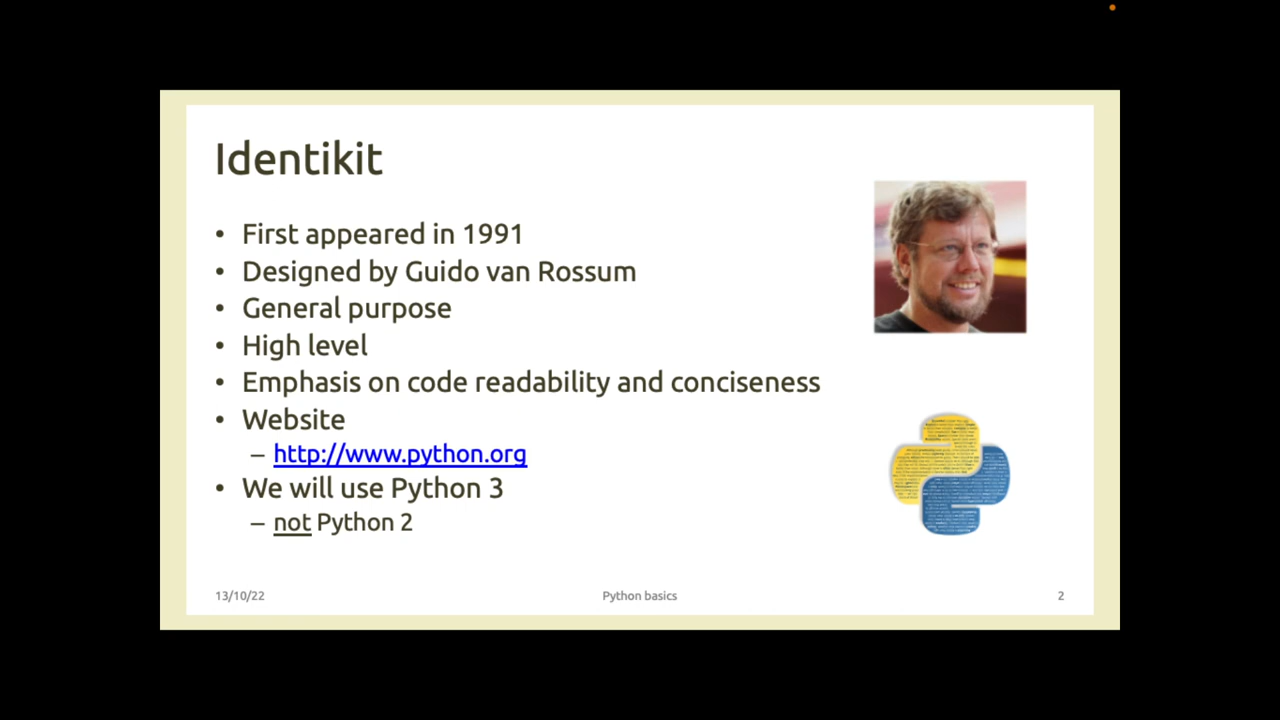 Identikit
• First appeared in 1991
• Designed by Guido van Rossum
• General purpose
• High level
• Emphasis on code readability and conciseness
• Website
– http://www.python.org
• We will use Python 3
– not Python 2
13/10/22
Python basics
2